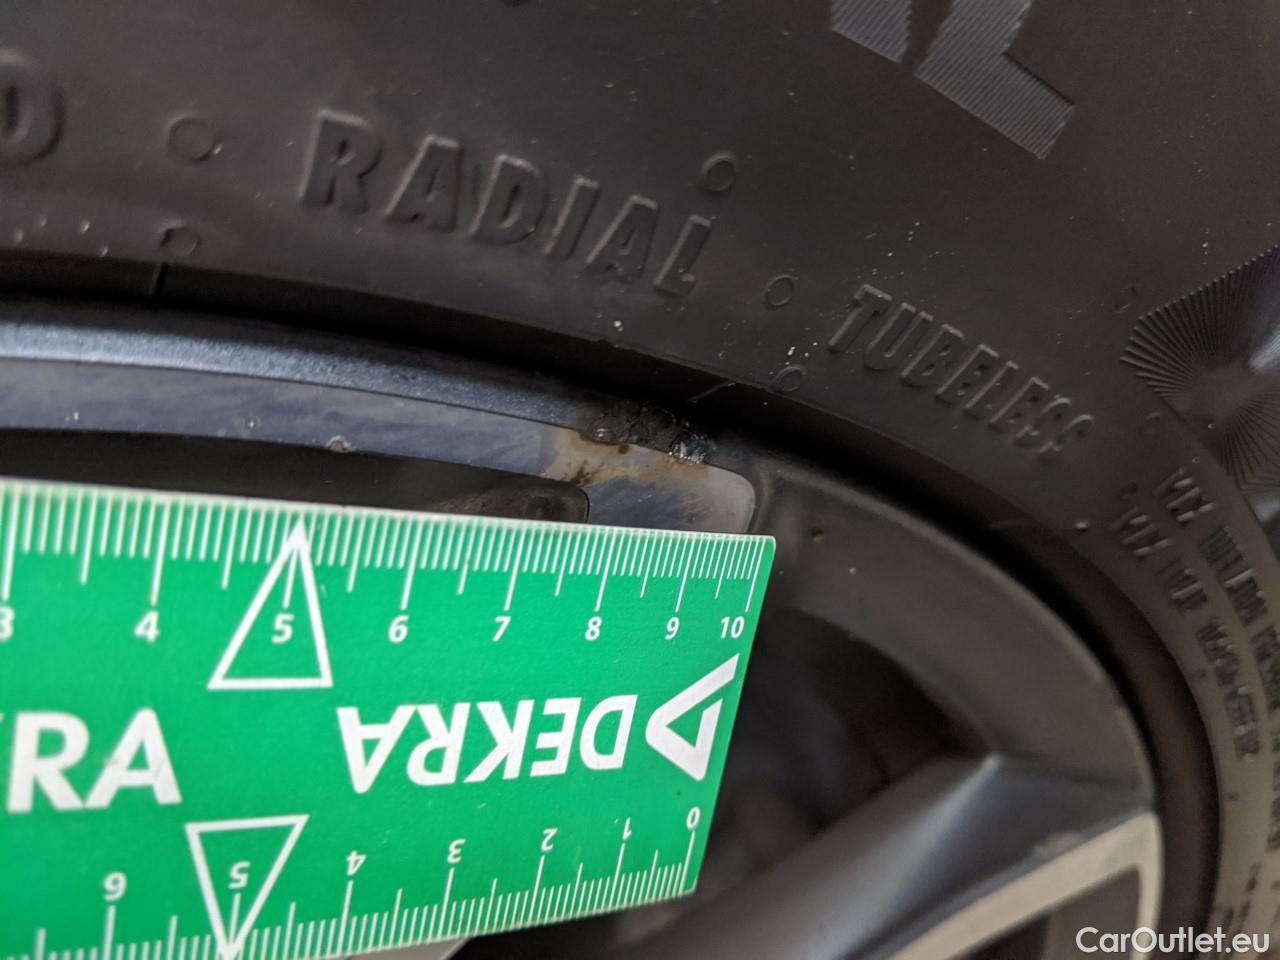 RADIAL
TUBELESS
3 4 5 6 7 8 9 10
DEKRA
KRA
6 5 4 3 2 1 0
CarOutlet.eu